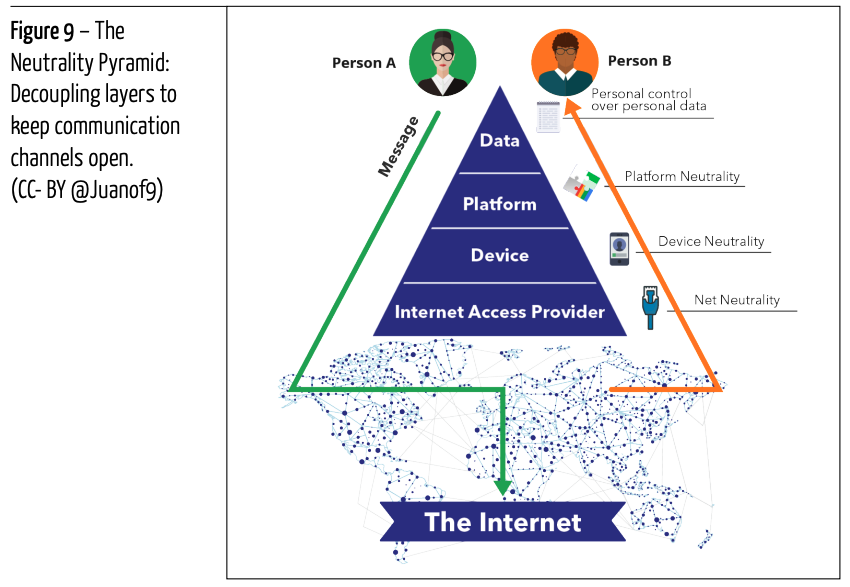 Figure 9 – The
Neutrality Pyramid:
Decoupling layers to
keep communication
channels open.
(CC- BY @Juanof9)
Person A
Person B
Message
Personal control
over personal data
Data
Platform Neutrality
Platform
Device Neutrality
Device
Net Neutrality
Internet Access Provider
The Internet